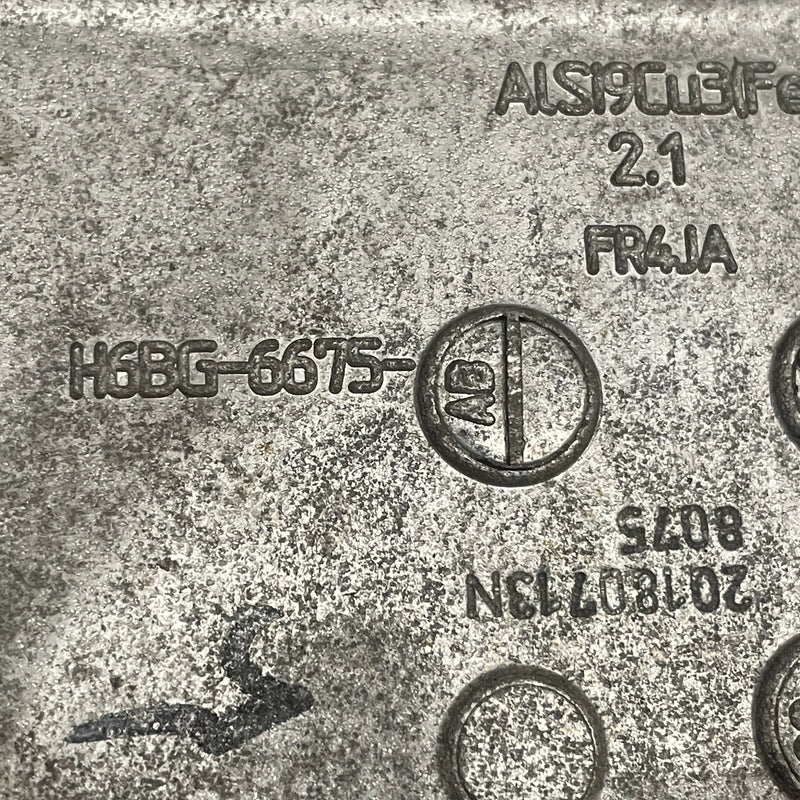 AlSi9Cu3(Fe
2.1
FR4JA
H6BG-6675-
AB
20180713N
8075